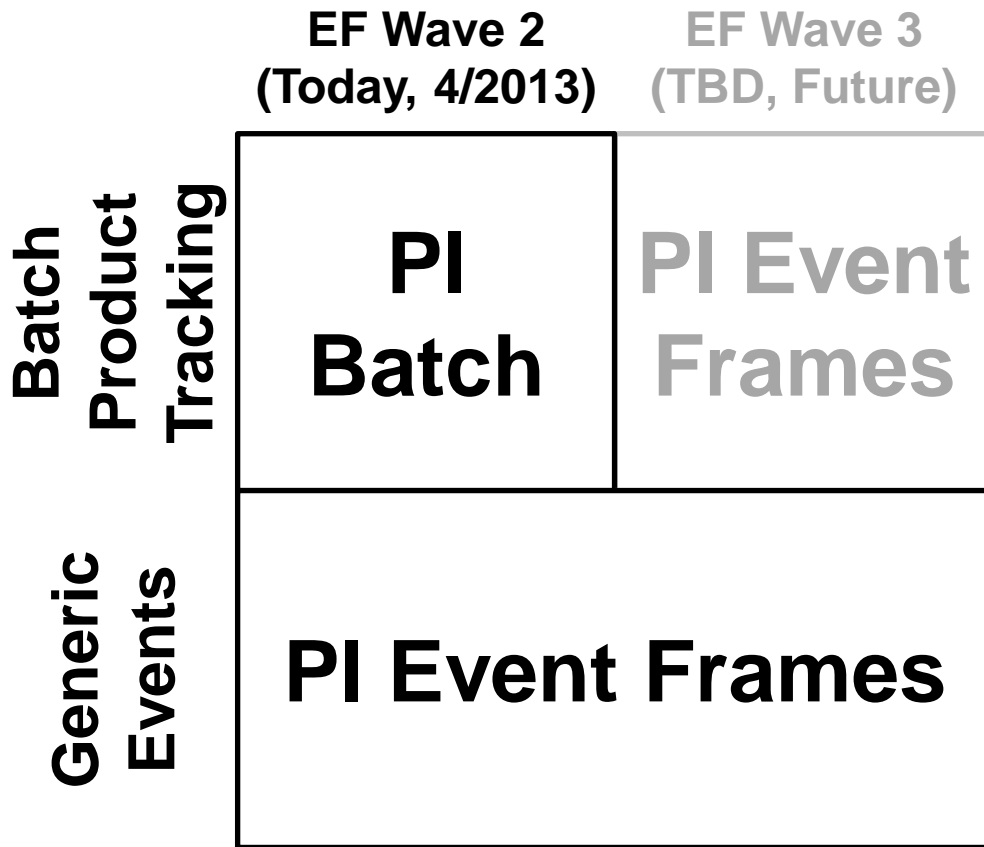 EF Wave 2
(Today, 4/2013)
EF Wave 3
(TBD, Future)
Batch
Product
Tracking
PI
Batch
PI Event
Frames
Generic
Events
PI Event Frames